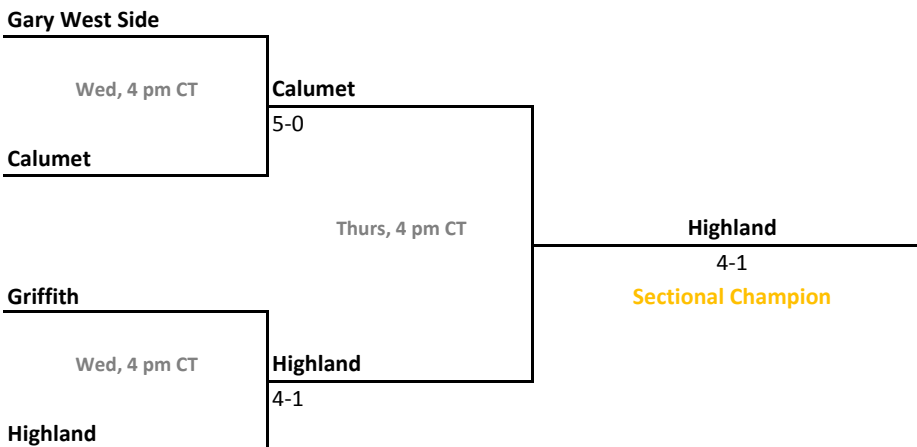 Gary West Side
Wed, 4 pm CT
Calumet
5-0
Calumet
Thurs, 4 pm CT
Highland
4-1
Sectional Champion
Griffith
Wed, 4 pm CT
Highland
4-1
Highland